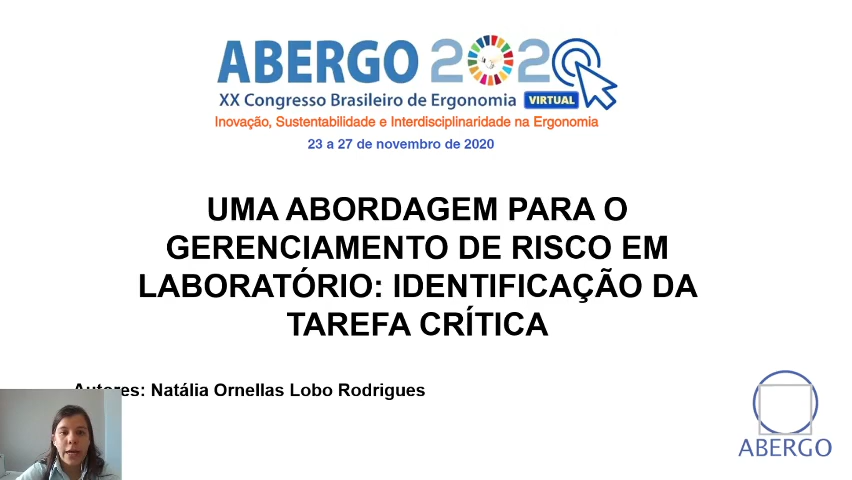 ABERGO 2020
XX Congresso Brasileiro de Ergonomia VIRTUAL
Inovação, Sustentabilidade e Interdisciplinaridade na Ergonomia
23 a 27 de novembro de 2020
UMA ABORDAGEM PARA O
GERENCIAMENTO DE RISCO EM
LABORATÓRIO: IDENTIFICAÇÃO DA
TAREFA CRÍTICA
Autores: Natália Ornellas Lobo Rodrigues
ABERGO